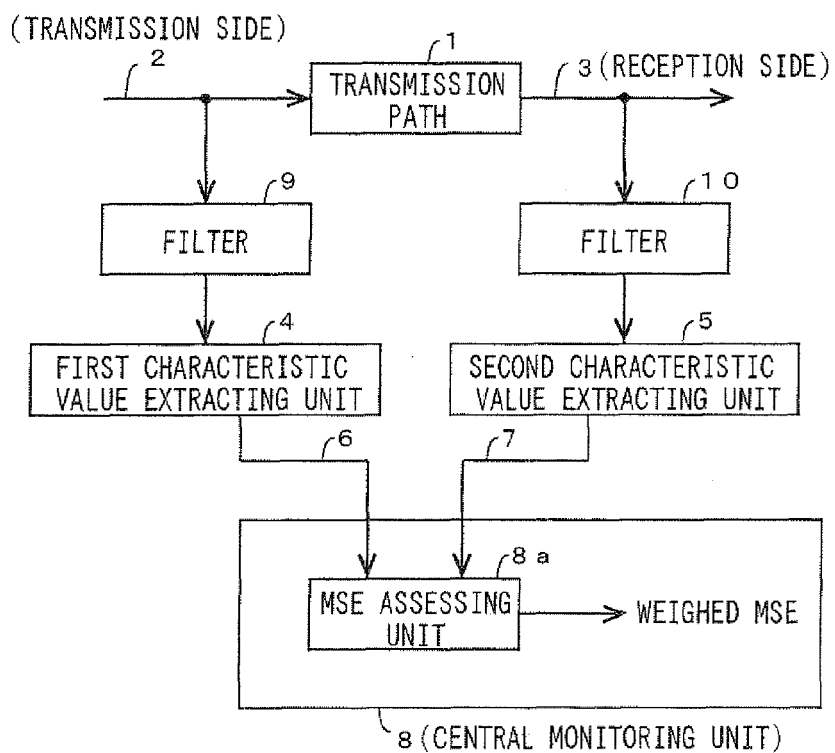 (TRANSMISSION SIDE)
1
2
TRANSMISSION
PATH
3 (RECEPTION SIDE)
9
10
FILTER
FILTER
4
5
FIRST CHARACTERISTIC
VALUE EXTRACTING UNIT
SECOND CHARACTERISTIC
VALUE EXTRACTING UNIT
6
7
8a
MSE ASSESSING
UNIT
WEIGHED MSE
8 (CENTRAL MONITORING UNIT)